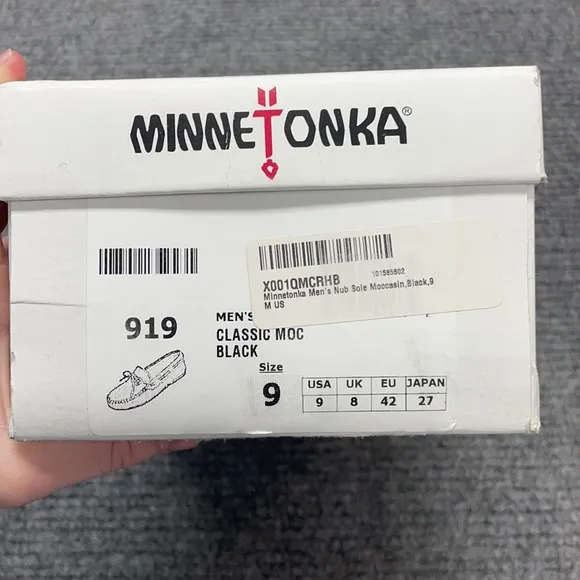 MINNETONKA®
X001QMCRHB 101585602
Minnetonka Men's Nub Sole Moccasin,Black,9
M US
919
MEN'S
CLASSIC MOC
BLACK
Size
9
USA UK EU JAPAN
9 8 42 27